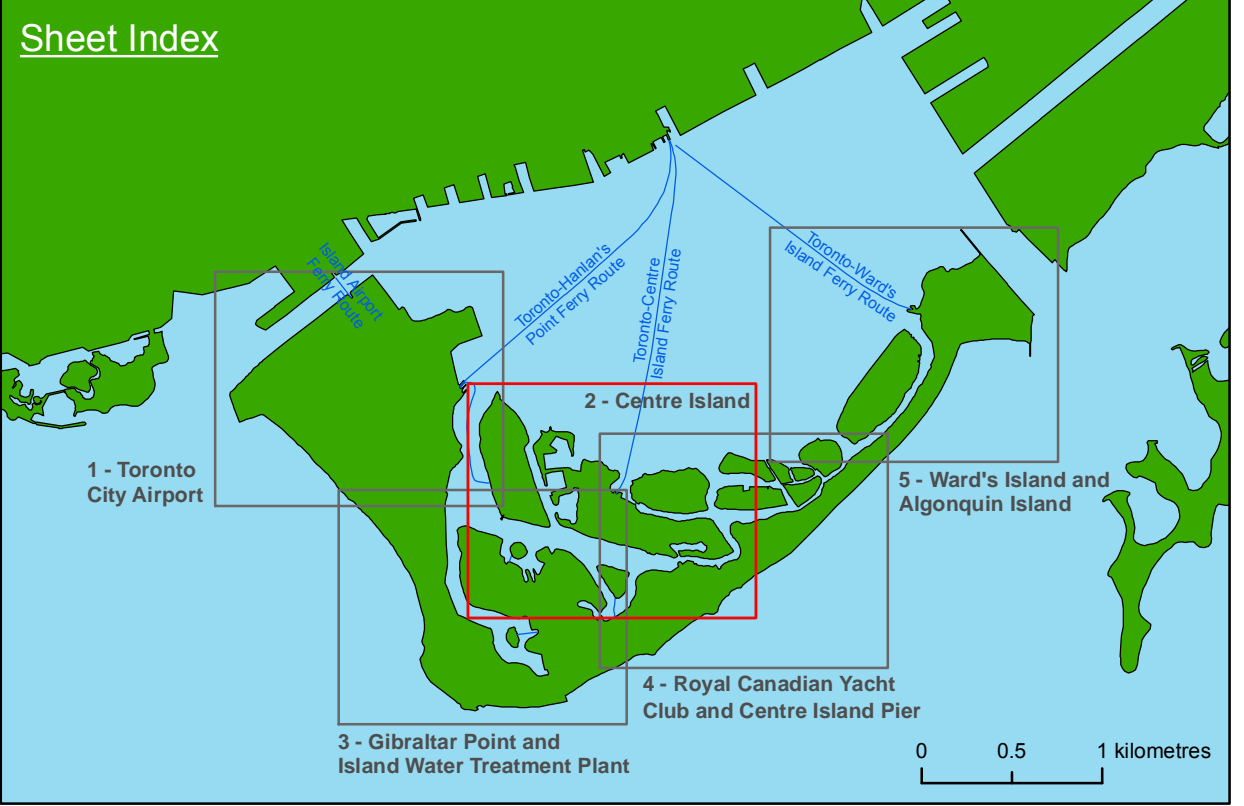 Sheet Index
Island Airport
Ferry Route
Toronto-Hanlan's
Point Ferry Route
Toronto-Centre
Island Ferry Route
Toronto-Ward's
Island Ferry Route
2 - Centre Island
1 - Toronto
City Airport
5 - Ward's Island and
Algonquin Island
4 - Royal Canadian Yacht
Club and Centre Island Pier
3 - Gibraltar Point and
Island Water Treatment Plant
0 0.5 1 kilometres